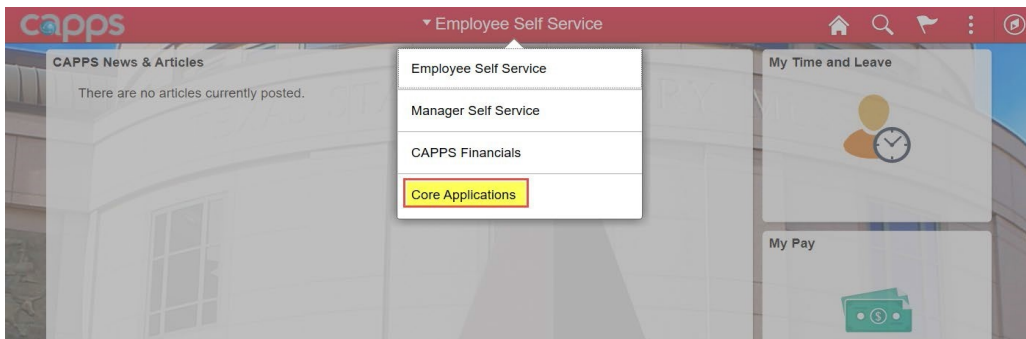 capps
Employee Self Service
CAPPS News & Articles
There are no articles currently posted.
Employee Self Service
Manager Self Service
CAPPS Financials
Core Applications
My Time and Leave
My Pay
$